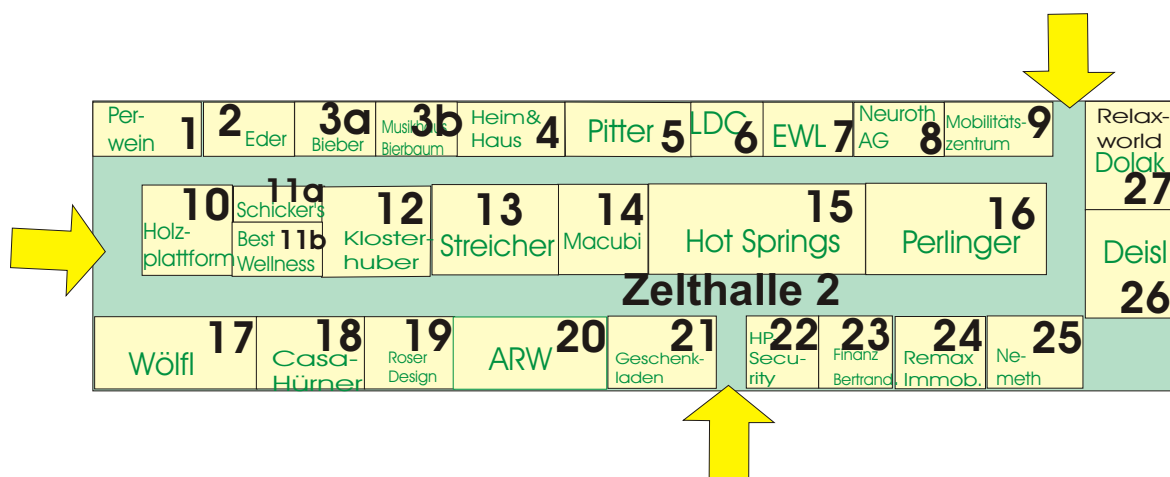 Per-
wein 1
2 Eder
3a
Bieber
3b
Musikhaus
Bierbaum
Heim&
Haus 4
Pitter 5
LDC 6
EWL 7
Neuroth
AG 8
Mobilitäts- 9
zentrum
Relax-
world
Dolak
27
10
Holz-
plattform
11a
Schicker's
Best 11b
Wellness
12
Kloster-
huber
13
Streicher
14
Macubi
15
Hot Springs
16
Perlinger
Deisl
26
Zelthalle 2
17
Wölfl
18
Casa-
Hürner
19
Roser
Design
ARW 20
21
Geschenk-
laden
22
HP
Secu-
rity
23
Finanz
Bertrand.
24
Remax
Immob.
25
Ne-
meth